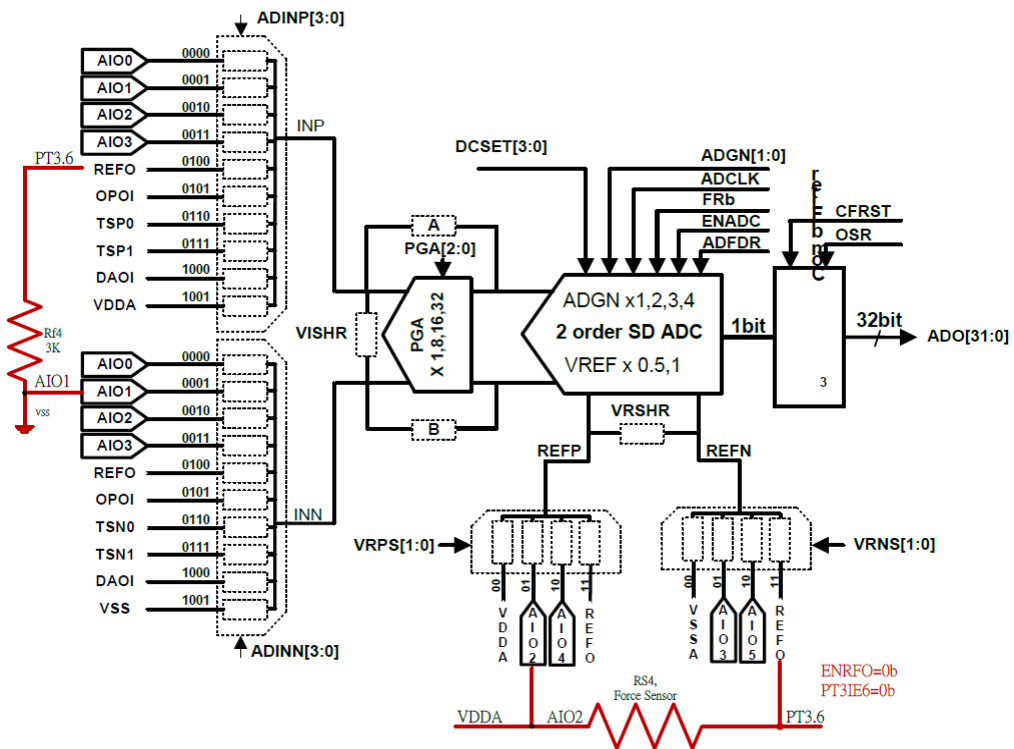 ADINP[3:0]
AIO0 0000
AIO1 0001
AIO2 0010
AIO3 0011
REFO 0100
OPOI 0101
TSP0 0110
TSP1 0111
DAOI 1000
VDDA 1001
INP
PT3.6
Rf4
3K
AIO1
VSS
AIO0 0000
AIO1 0001
AIO2 0010
AIO3 0011
REFO 0100
OPOI 0101
TSN0 0110
TSN1 0111
DAOI 1000
VSS 1001
INN
ADINN[3:0]
VISHR
A
PGA[2:0]
PGA
X 1,8,16,32
B
DCSET[3:0]
ADGN[1:0]
ADCLK
FRb
ENADC
ADFDR
ADGN x1,2,3,4
2 order SD ADC
VREF x 0.5,1
1bit
Comb Filter
CFRST
OSR
3
32bit
ADO[31:0]
VRSHR
REFP
REFN
VRPS[1:0]
00 01 10 11
VDDA
AIO2
AIO4
REFO
VRNS[1:0]
00 01 10 11
VSSA
AIO3
AIO5
REFO
ENRFO=0b
PT3IE6=0b
RS4,
Force Sensor
VDDA
AIO2
PT3.6